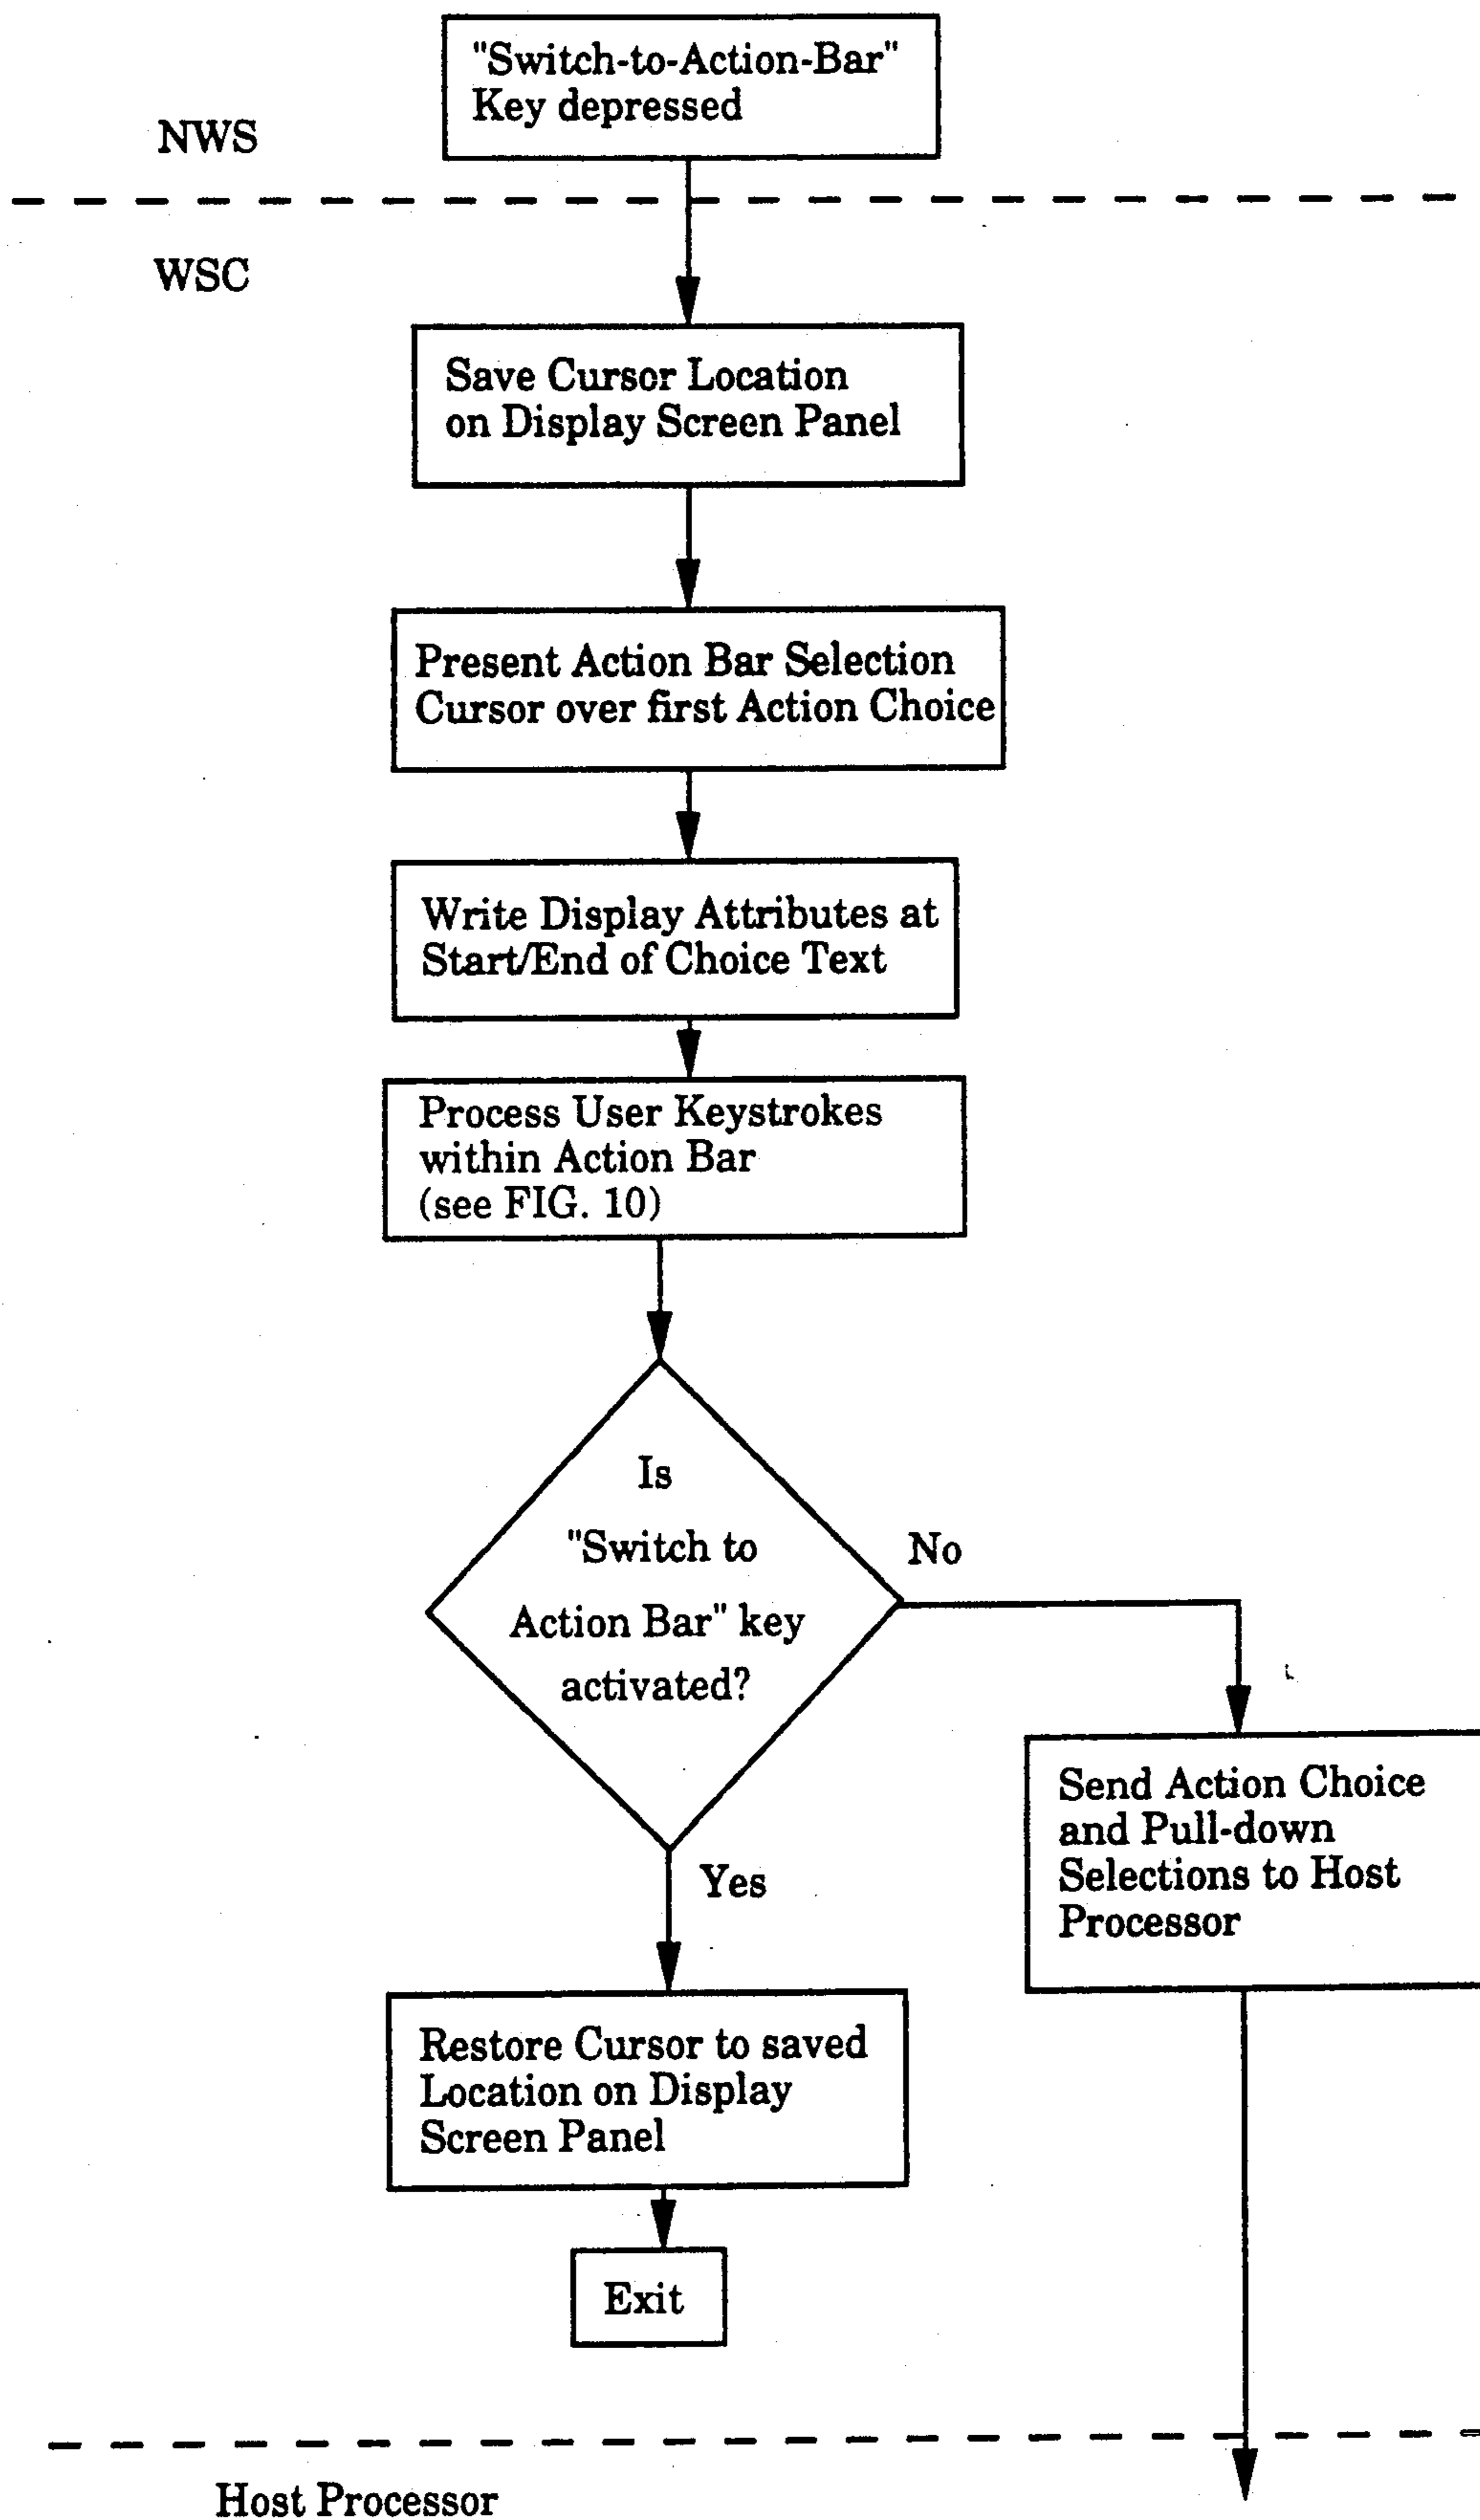 "Switch-to-Action-Bar"
Key depressed
NWS
WSC
Save Cursor Location
on Display Screen Panel
Present Action Bar Selection
Cursor over first Action Choice
Write Display Attributes at
Start/End of Choice Text
Process User Keystrokes
within Action Bar
(see FIG. 10)
Is
"Switch to
Action Bar" key
activated?
No
Yes
Send Action Choice
and Pull-down
Selections to Host
Processor
Restore Cursor to saved
Location on Display
Screen Panel
Exit
Host Processor